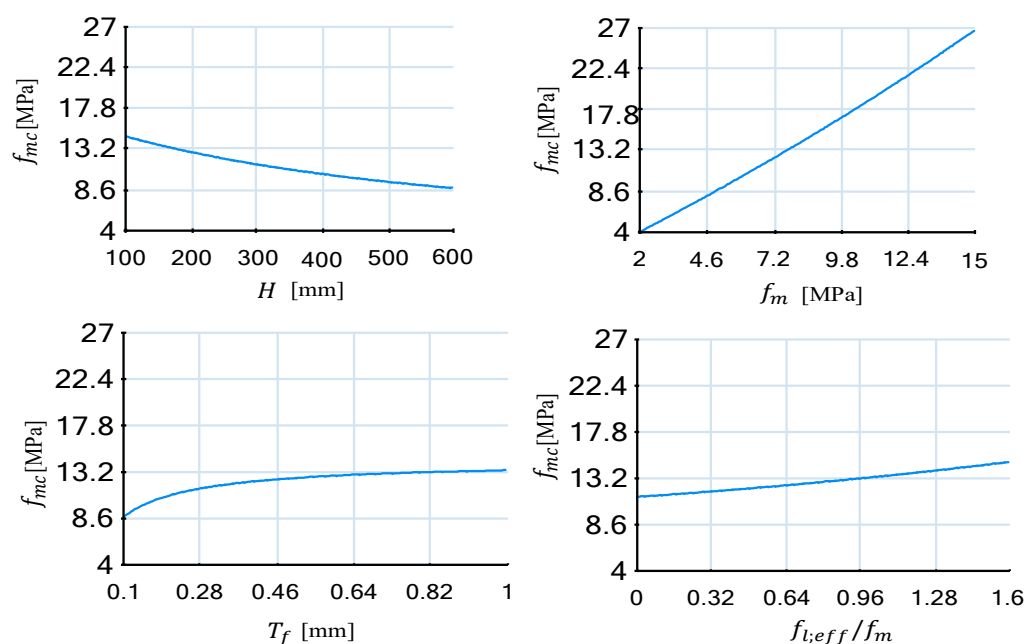 27
22.4
17.8
13.2
8.6
4
f_mc [MPa]
100 200 300 400 500 600
H [mm]
27
22.4
17.8
13.2
8.6
4
f_mc [MPa]
2 4.6 7.2 9.8 12.4 15
f_m [MPa]
27
22.4
17.8
13.2
8.6
4
f_mc [MPa]
0.1 0.28 0.46 0.64 0.82 1
T_f [mm]
27
22.4
17.8
13.2
8.6
4
f_mc [MPa]
0 0.32 0.64 0.96 1.28 1.6
f_l;eff/f_m